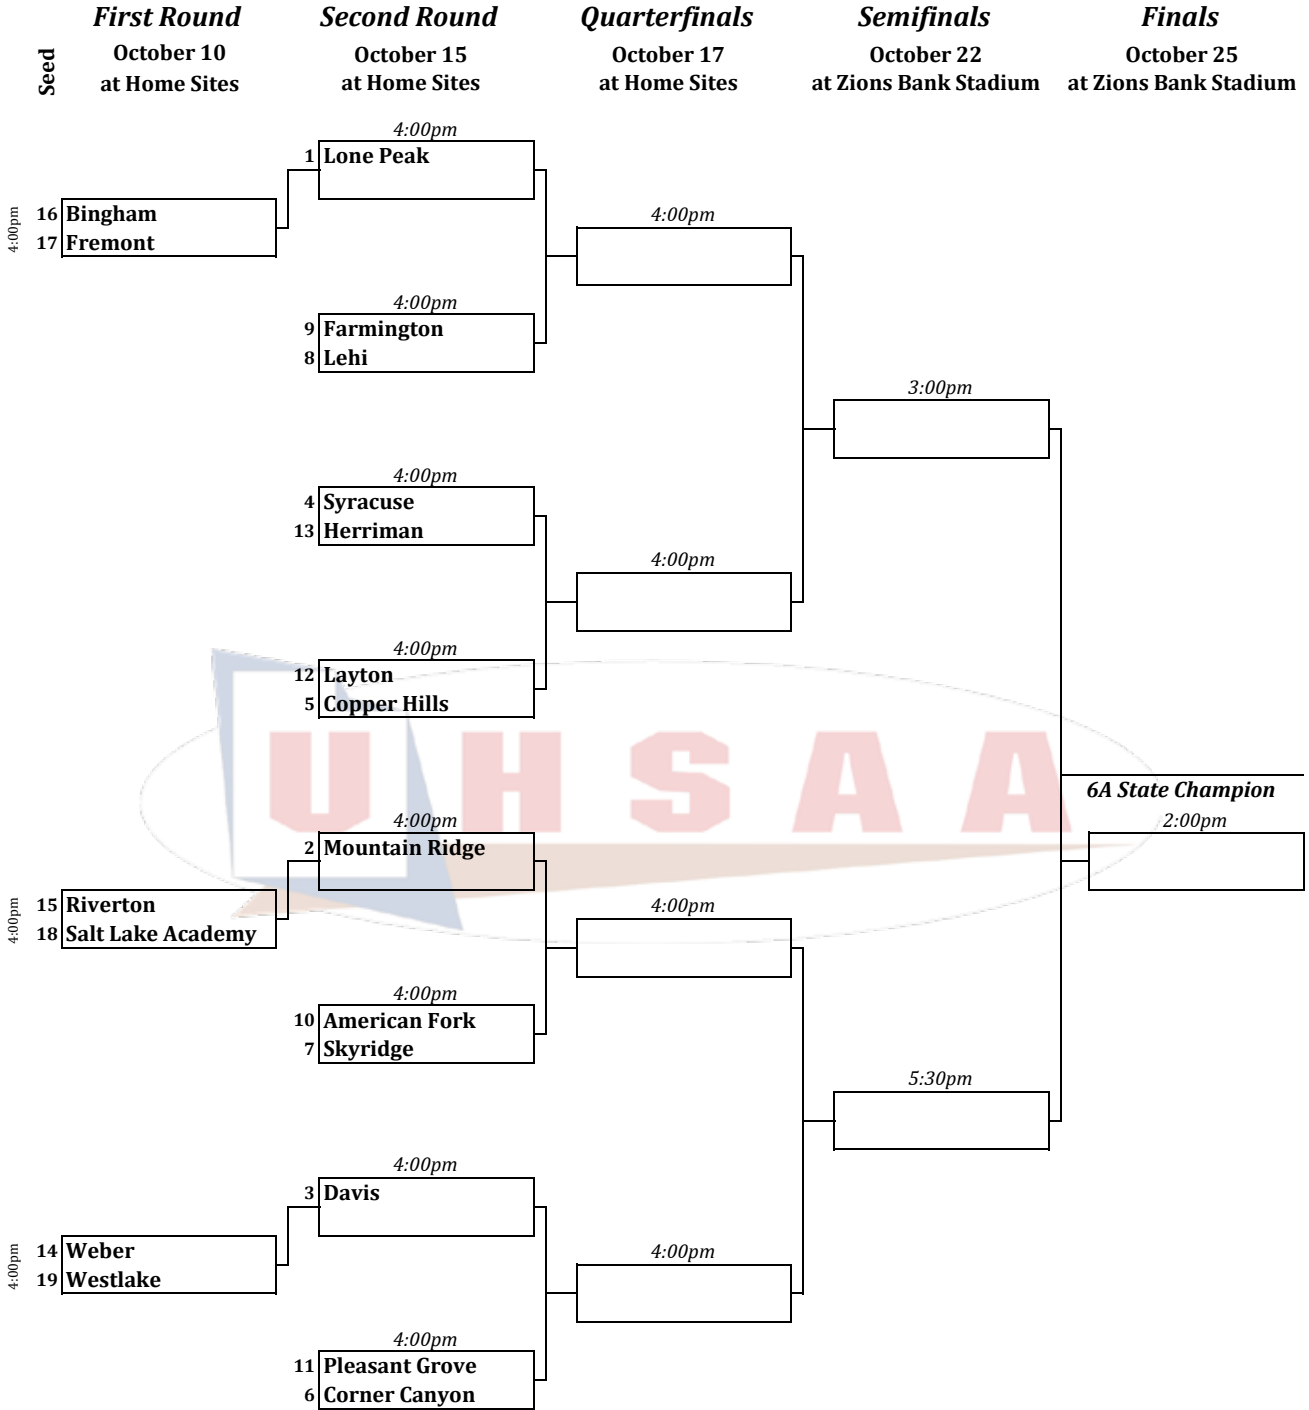 First Round
October 10
at Home Sites
Second Round
October 15
at Home Sites
Quarterfinals
October 17
at Home Sites
Semifinals
October 22
at Zions Bank Stadium
Finals
October 25
at Zions Bank Stadium
Seed
4:00pm
1 Lone Peak
4:00pm
16 Bingham
17 Fremont
4:00pm
4:00pm
9 Farmington
8 Lehi
3:00pm
4:00pm
4 Syracuse
13 Herriman
4:00pm
4:00pm
12 Layton
5 Copper Hills
UHSAA
6A State Champion
2:00pm
4:00pm
2 Mountain Ridge
4:00pm
15 Riverton
18 Salt Lake Academy
4:00pm
4:00pm
10 American Fork
7 Skyridge
5:30pm
4:00pm
3 Davis
4:00pm
14 Weber
19 Westlake
4:00pm
4:00pm
11 Pleasant Grove
6 Corner Canyon